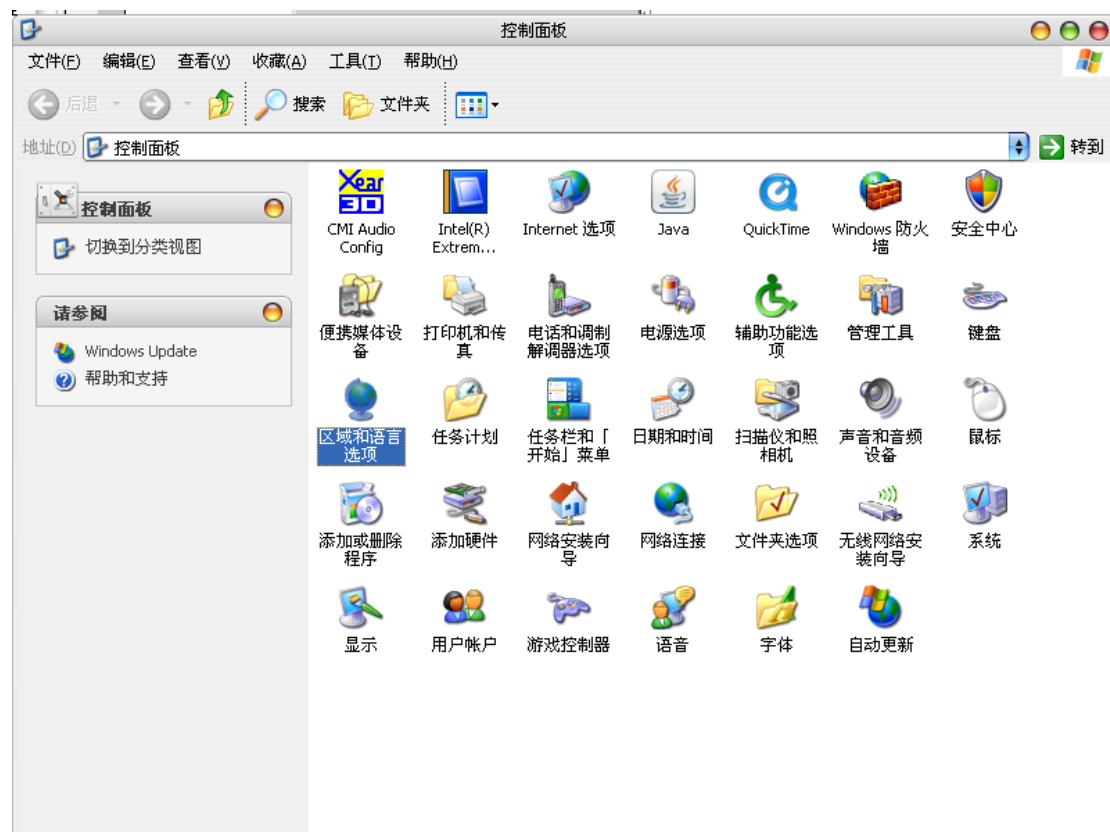 控制面板
文件(F) 编辑(E) 查看(V) 收藏(A) 工具(T) 帮助(H)
后退 搜索 文件夹
地址(D) 控制面板 转到
控制面板
切换到分类视图
请参阅
Windows Update
帮助和支持
Xear
3D
CMI Audio
Config
Intel(R)
Extrem...
Internet 选项
Java
QuickTime
Windows 防火
墙
安全中心
便携媒体设
备
打印机和传
真
电话和调制
解调器选项
电源选项
辅助功能选
项
管理工具
键盘
区域和语言
选项
任务计划
任务栏和「
开始」菜单
日期和时间
扫描仪和照
相机
声音和音频
设备
鼠标
添加或删除
程序
添加硬件
网络安装向
导
网络连接
文件夹选项
无线网络安
装向导
系统
显示
用户帐户
游戏控制器
语音
字体
自动更新